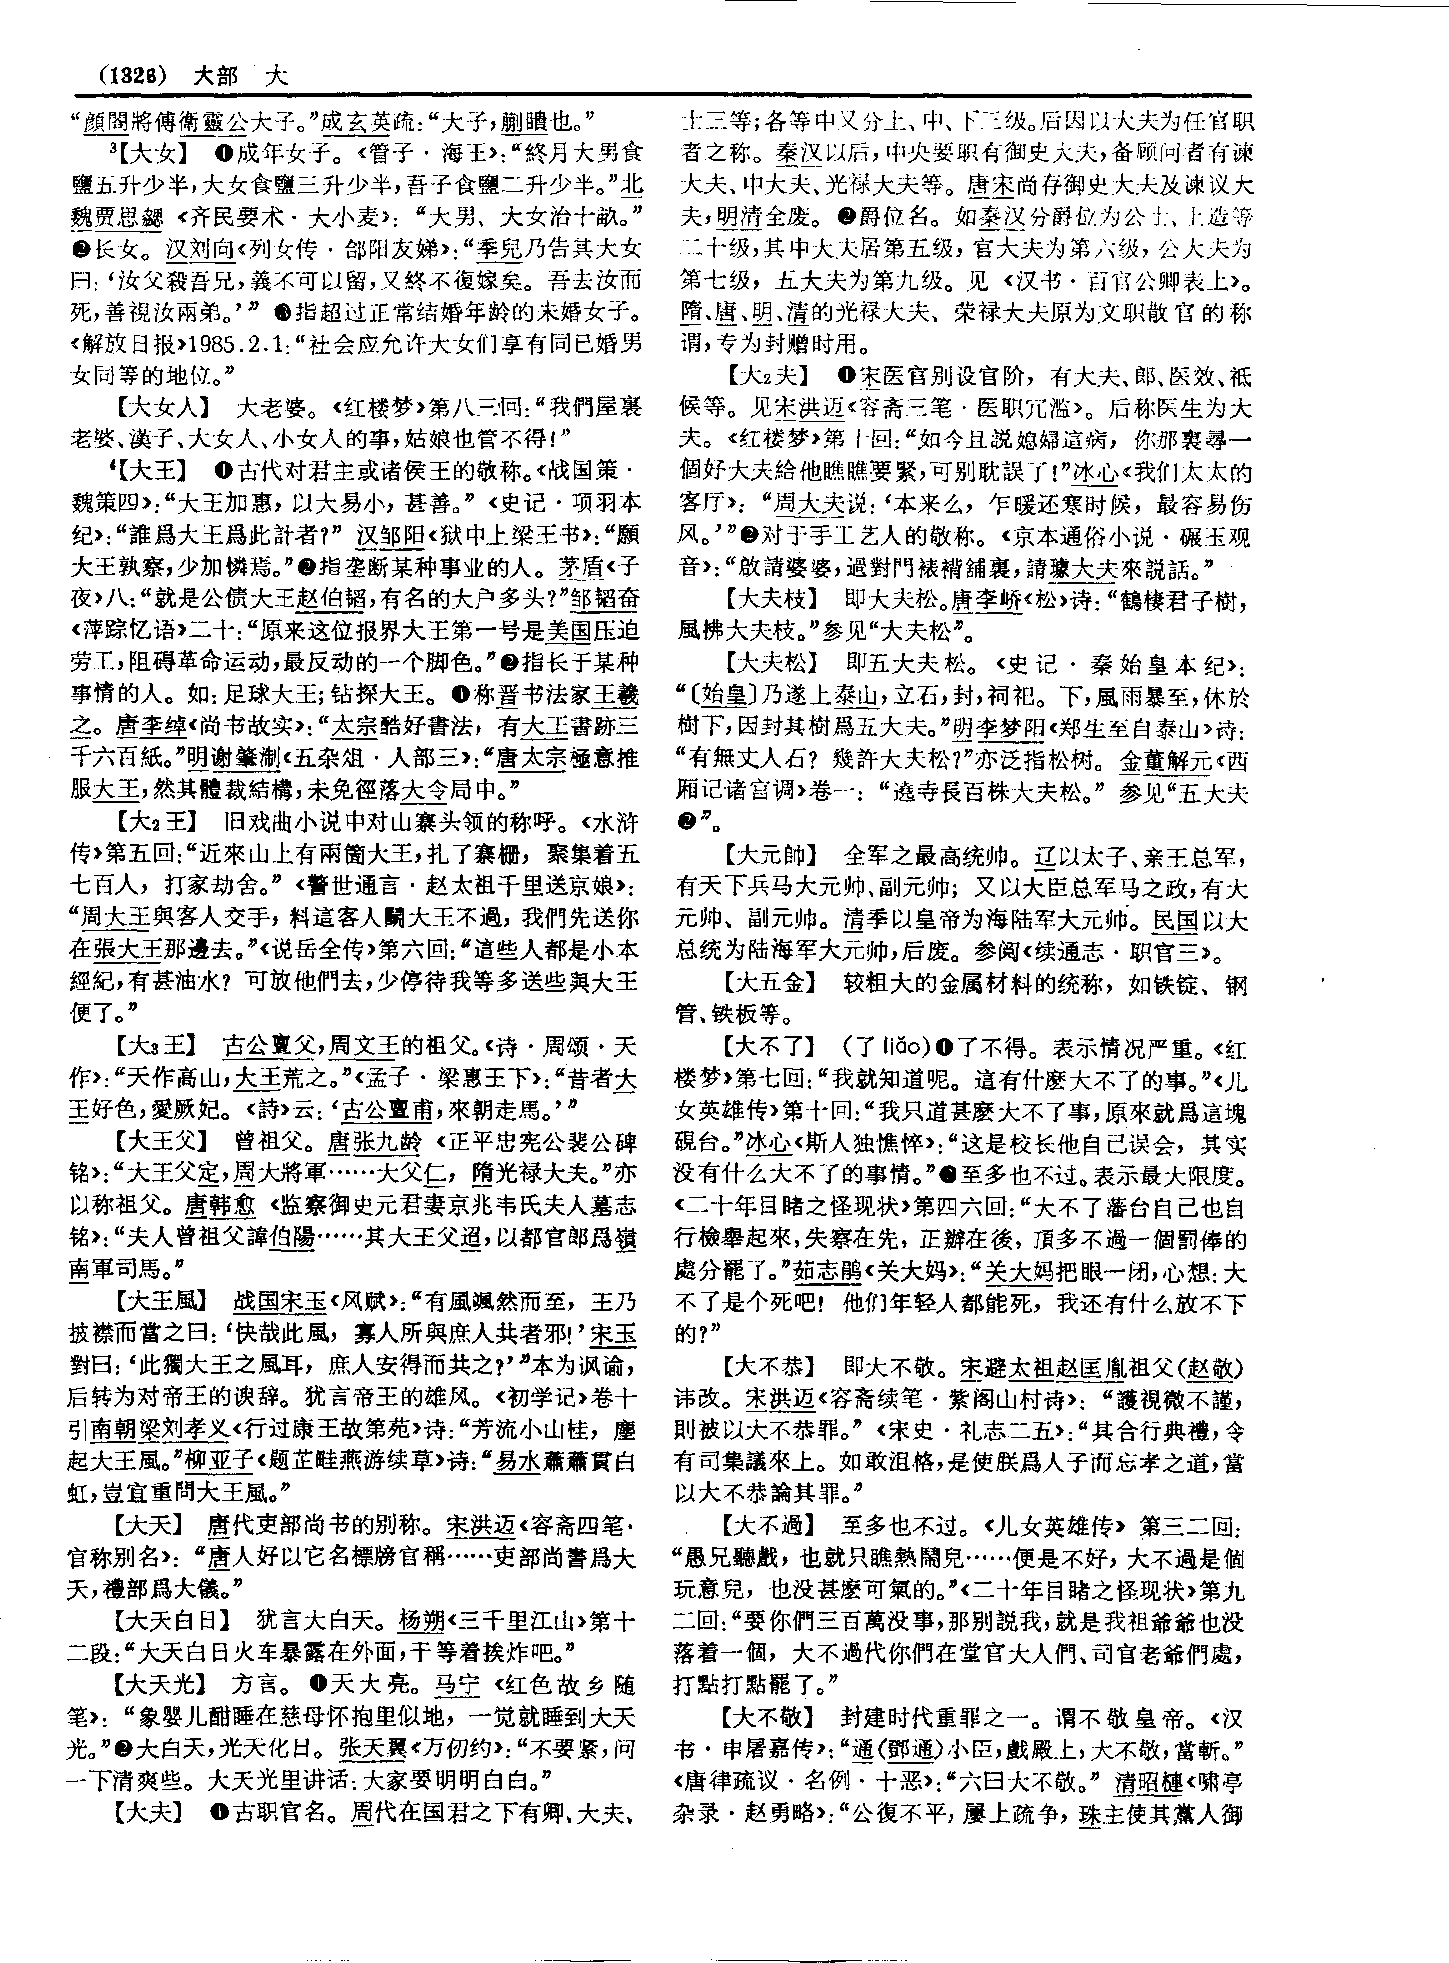 (1326) 大部 大
“顔闔將傅衛靈公大子。”成玄英疏:“大子,蒯瞶也。”
³【大女】 ❶成年女子。《管子·海王》:“終月大男食
鹽五升少半,大女食鹽三升少半,吾子食鹽二升少半。”北
魏贾思勰《齐民要术·大小麦》:“大男、大女治十畝。”
❷长女。汉刘向《列女传·郃阳友娣》:“季兒乃告其大女
曰:‘汝父殺吾兄,義不可以留,又終不復嫁矣。吾去汝而
死,善視汝兩弟。’”❸指超过正常结婚年龄的未婚女子。
《解放日报》1985.2.1:“社会应允许大女们享有同已婚男
女同等的地位。”
【大女人】 大老婆。《红楼梦》第八三回:“我們屋裏
老婆、漢子、大女人、小女人的事,姑娘也管不得!”
⁴【大王】 ❶古代对君主或诸侯王的敬称。《战国策·
魏策四》:“大王加惠,以大易小,甚善。”《史记·项羽本
纪》:“誰爲大王爲此計者?”汉邹阳《狱中上梁王书》:“願
大王孰察,少加憐焉。”❷指垄断某种事业的人。茅盾《子
夜》八:“就是公债大王赵伯韬,有名的大户多头?”邹韬奋
《萍踪忆语》二十:“原来这位报界大王第一号是美国压迫
劳工,阻碍革命运动,最反动的一个脚色。”❷指长于某种
事情的人。如:足球大王;钻探大王。❶称晋书法家王羲
之。唐李绰《尚书故实》:“太宗酷好書法,有大王書跡三
千六百紙。”明谢肇淛《五杂俎·人部三》:“唐太宗極意推
服大王,然其體裁結構,未免徑落大令局中。”
【大₂王】 旧戏曲小说中对山寨头领的称呼。《水浒
传》第五回:“近來山上有兩箇大王,扎了寨栅,聚集着五
七百人,打家劫舍。”《警世通言·赵太祖千里送京娘》:
“周大王與客人交手,料這客人鬭大王不過,我們先送你
在張大王那邊去。”《说岳全传》第六回:“這些人都是小本
經紀,有甚油水?可放他們去,少停待我等多送些與大王
便了。”
【大₃王】 古公亶父,周文王的祖父。《诗·周颂·天
作》:“天作高山,大王荒之。”《孟子·梁惠王下》:“昔者大
王好色,愛厥妃。《詩》云:‘古公亶甫,來朝走馬。’”
【大王父】 曾祖父。唐张九龄《正平忠宪公裴公碑
铭》:“大王父定,周大將軍……大父仁,隋光禄大夫。”亦
以称祖父。唐韩愈《监察御史元君妻京兆韦氏夫人墓志
铭》:“夫人曾祖父諱伯陽……其大王父迢,以都官郎爲嶺
南軍司馬。”
【大王風】 战国宋玉《风赋》:“有風颯然而至,王乃
披襟而當之曰:‘快哉此風,寡人所與庶人共者邪!’宋玉
對曰:‘此獨大王之風耳,庶人安得而共之?’”本为讽谕,
后转为对帝王的谀辞。犹言帝王的雄风。《初学记》卷十
引南朝梁刘孝义《行过康王故第苑》诗:“芳流小山桂,塵
起大王風。”柳亚子《题芷畦燕游续草》诗:“易水蕭蕭貫白
虹,豈宜重問大王風。”
【大天】 唐代吏部尚书的别称。宋洪迈《容斋四笔·
官称别名》:“唐人好以它名標牓官稱……吏部尚書爲大
天,禮部爲大儀。”
【大天白日】 犹言大白天。杨朔《三千里江山》第十
二段:“大天白日火车暴露在外面,干等着挨炸吧。”
【大天光】 方言。❶天大亮。马宁《红色故乡随
笔》:“象婴儿酣睡在慈母怀抱里似地,一觉就睡到大天
光。”❷大白天,光天化日。张天翼《万仞约》:“不要紧,问
一下清爽些。大天光里讲话:大家要明明白白。”
【大夫】 ❶古职官名。周代在国君之下有卿、大夫、
士三等;各等中又分上、中、下三级。后因以大夫为任官职
者之称。秦汉以后,中央要职有御史大夫,备顾问者有谏
大夫、中大夫、光禄大夫等。唐宋尚存御史大夫及谏议大
夫,明清全废。❷爵位名。如秦汉分爵位为公士、上造等
二十级,其中大夫居第五级,官大夫为第六级,公大夫为
第七级,五大夫为第九级。见《汉书·百官公卿表上》。
隋、唐、明、清的光禄大夫、荣禄大夫原为文职散官的称
谓,专为封赠时用。
【大₂夫】 ❶宋医官别设官阶,有大夫、郎、医效、祗
候等。见宋洪迈《容斋三笔·医职冗滥》。后称医生为大
夫。《红楼梦》第十回:“如今且説媳婦這病,你那裏尋一
個好大夫給他瞧瞧要緊,可别耽誤了!”冰心《我们太太的
客厅》:“周大夫说:‘本来么,乍暖还寒时候,最容易伤
风。’”❷对于手工艺人的敬称。《京本通俗小说·碾玉观
音》:“啟請婆婆,過對門裱褙鋪裏,請璩大夫來説話。”
【大夫枝】 即大夫松。唐李峤《松》诗:“鶴棲君子樹,
風拂大夫枝。”参见“大夫松”。
【大夫松】 即五大夫松。《史记·秦始皇本纪》:
“〔始皇〕乃遂上泰山,立石,封,祠祀。下,風雨暴至,休於
樹下,因封其樹爲五大夫。”明李梦阳《郑生至自泰山》诗:
“有無丈人石?幾許大夫松?”亦泛指松树。金董解元《西
厢记诸宫调》卷一:“遶寺長百株大夫松。”参见“五大夫
❷”。
【大元帥】 全军之最高统帅。辽以太子、亲王总军,
有天下兵马大元帅、副元帅;又以大臣总军马之政,有大
元帅、副元帅。清季以皇帝为海陆军大元帅。民国以大
总统为陆海军大元帅,后废。参阅《续通志·职官三》。
【大五金】 较粗大的金属材料的统称,如铁锭、钢
管、铁板等。
【大不了】 (了 liǎo)❶了不得。表示情况严重。《红
楼梦》第七回:“我就知道呢。這有什麽大不了的事。”《儿
女英雄传》第十回:“我只道甚麽大不了事,原來就爲這塊
硯台。”冰心《斯人独憔悴》:“这是校长他自己误会,其实
没有什么大不了的事情。”❷至多也不过。表示最大限度。
《二十年目睹之怪现状》第四六回:“大不了藩台自己也自
行檢舉起來,失察在先,正辦在後,頂多不過一個罰俸的
處分罷了。”茹志鹃《关大妈》:“关大妈把眼一闭,心想:大
不了是个死吧!他们年轻人都能死,我还有什么放不下
的?”
【大不恭】 即大不敬。宋避太祖赵匡胤祖父(赵敬)
讳改。宋洪迈《容斋续笔·紫阁山村诗》:“護視微不謹,
則被以大不恭罪。”《宋史·礼志二五》:“其合行典禮,令
有司集議來上。如敢沮格,是使朕爲人子而忘孝之道,當
以大不恭論其罪。”
【大不過】 至多也不过。《儿女英雄传》第三二回:
“愚兄聽戲,也就只瞧熱鬧兒……便是不好,大不過是個
玩意兒,也没甚麽可氣的。”《二十年目睹之怪现状》第九
二回:“要你們三百萬没事,那别説我,就是我祖爺爺也没
落着一個,大不過代你們在堂官大人們、司官老爺們處,
打點打點罷了。”
【大不敬】 封建时代重罪之一。谓不敬皇帝。《汉
书·申屠嘉传》:“通(鄧通)小臣,戲殿上,大不敬,當斬。”
《唐律疏议·名例·十恶》:“六曰大不敬。”清昭槤《啸亭
杂录·赵勇略》:“公復不平,屢上疏争,珠主使其黨人御